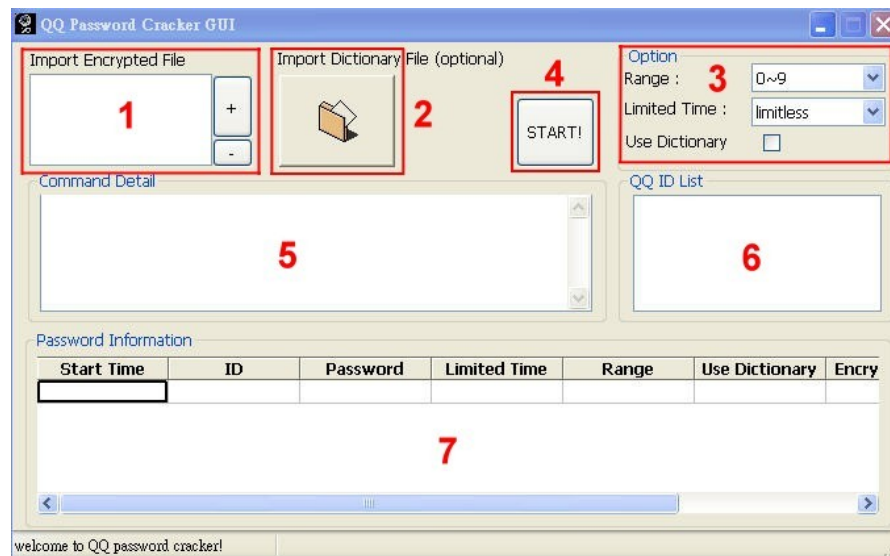 QQ Password Cracker GUI
Import Encrypted File
1
+
-
Import Dictionary File (optional)
2
4
START!
Option
3
Range :
0~9
Limited Time :
limitless
Use Dictionary
Command Detail
5
QQ ID List
6
Password Information
Start Time ID Password Limited Time Range Use Dictionary Encry
7
welcome to QQ password cracker!